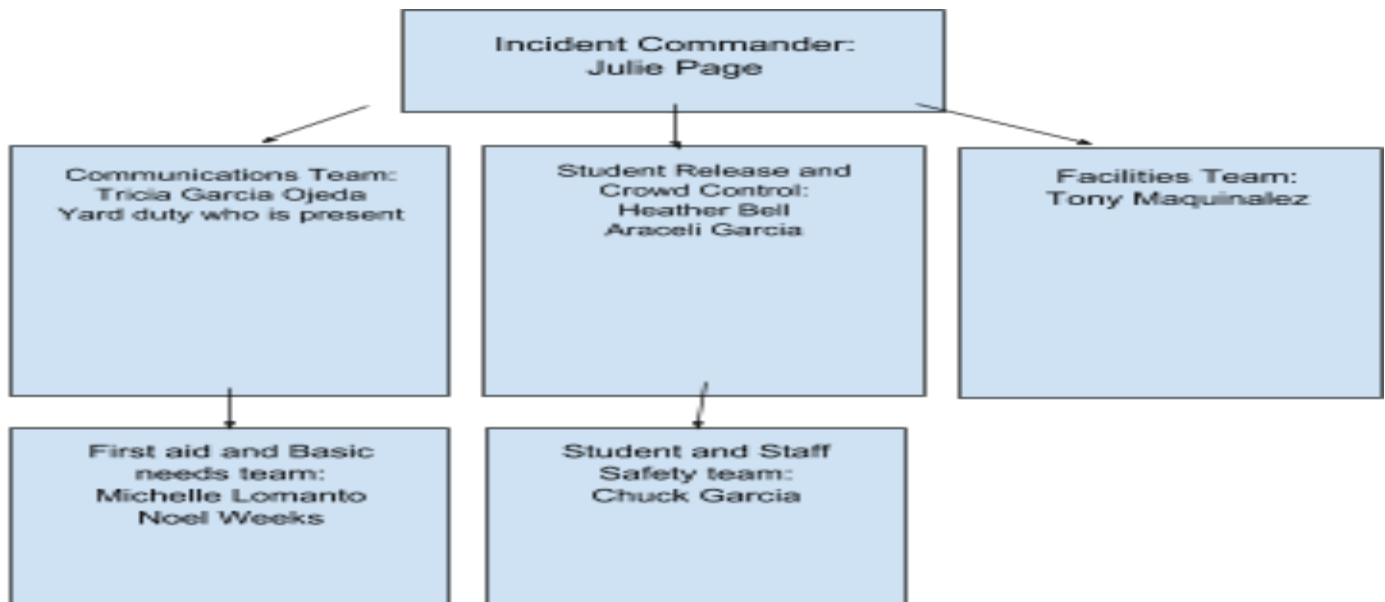 Incident Commander:
Julie Page
Communications Team:
Tricia Garcia Ojeda
Yard duty who is present
Student Release and
Crowd Control:
Heather Bell
Araceli Garcia
Facilities Team:
Tony Maquinalez
First aid and Basic
needs team:
Michelle Lomanto
Noel Weeks
Student and Staff
Safety team:
Chuck Garcia